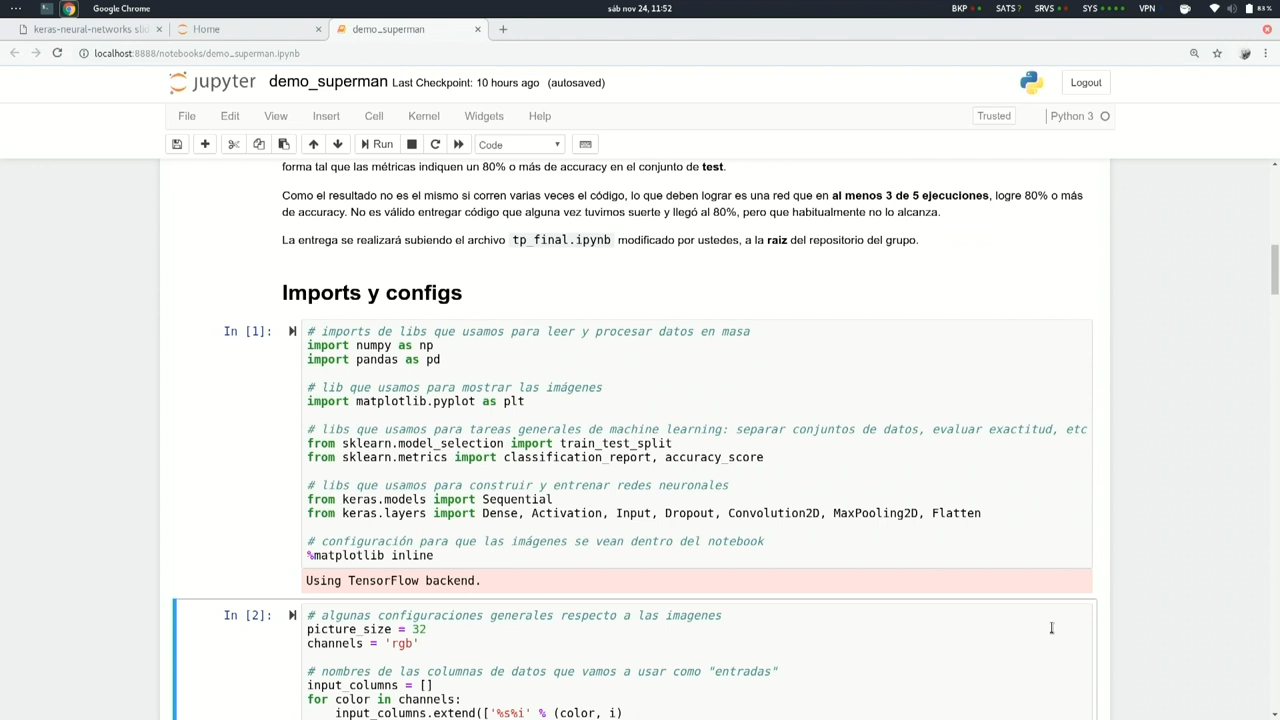 Google Chrome
sáb nov 24, 11:52
BKP SATS? SRVS SYS VPN 83 %
keras-neural-networks slid
Home
demo_superman
localhost:8888/notebooks/demo_superman.ipynb
jupyter demo_superman Last Checkpoint: 10 hours ago (autosaved)
Logout
File Edit View Insert Cell Kernel Widgets Help
Trusted
Python 3
Run
Code
forma tal que las métricas indiquen un 80% o más de accuracy en el conjunto de test.
Como el resultado no es el mismo si corren varias veces el código, lo que deben lograr es una red que en al menos 3 de 5 ejecuciones, logre 80% o más
de accuracy. No es válido entregar código que alguna vez tuvimos suerte y llegó al 80%, pero que habitualmente no lo alcanza.
La entrega se realizará subiendo el archivo tp_final.ipynb modificado por ustedes, a la raiz del repositorio del grupo.
Imports y configs
In [1]:
# imports de libs que usamos para leer y procesar datos en masa
import numpy as np
import pandas as pd
# lib que usamos para mostrar las imágenes
import matplotlib.pyplot as plt
# libs que usamos para tareas generales de machine learning: separar conjuntos de datos, evaluar exactitud, etc
from sklearn.model_selection import train_test_split
from sklearn.metrics import classification_report, accuracy_score
# libs que usamos para construir y entrenar redes neuronales
from keras.models import Sequential
from keras.layers import Dense, Activation, Input, Dropout, Convolution2D, MaxPooling2D, Flatten
# configuración para que las imágenes se vean dentro del notebook
%matplotlib inline
Using TensorFlow backend.
In [2]:
# algunas configuraciones generales respecto a las imagenes
picture_size = 32
channels = 'rgb'
# nombres de las columnas de datos que vamos a usar como "entradas"
input_columns = []
for color in channels:
input_columns.extend(['%s%i' % (color, i)